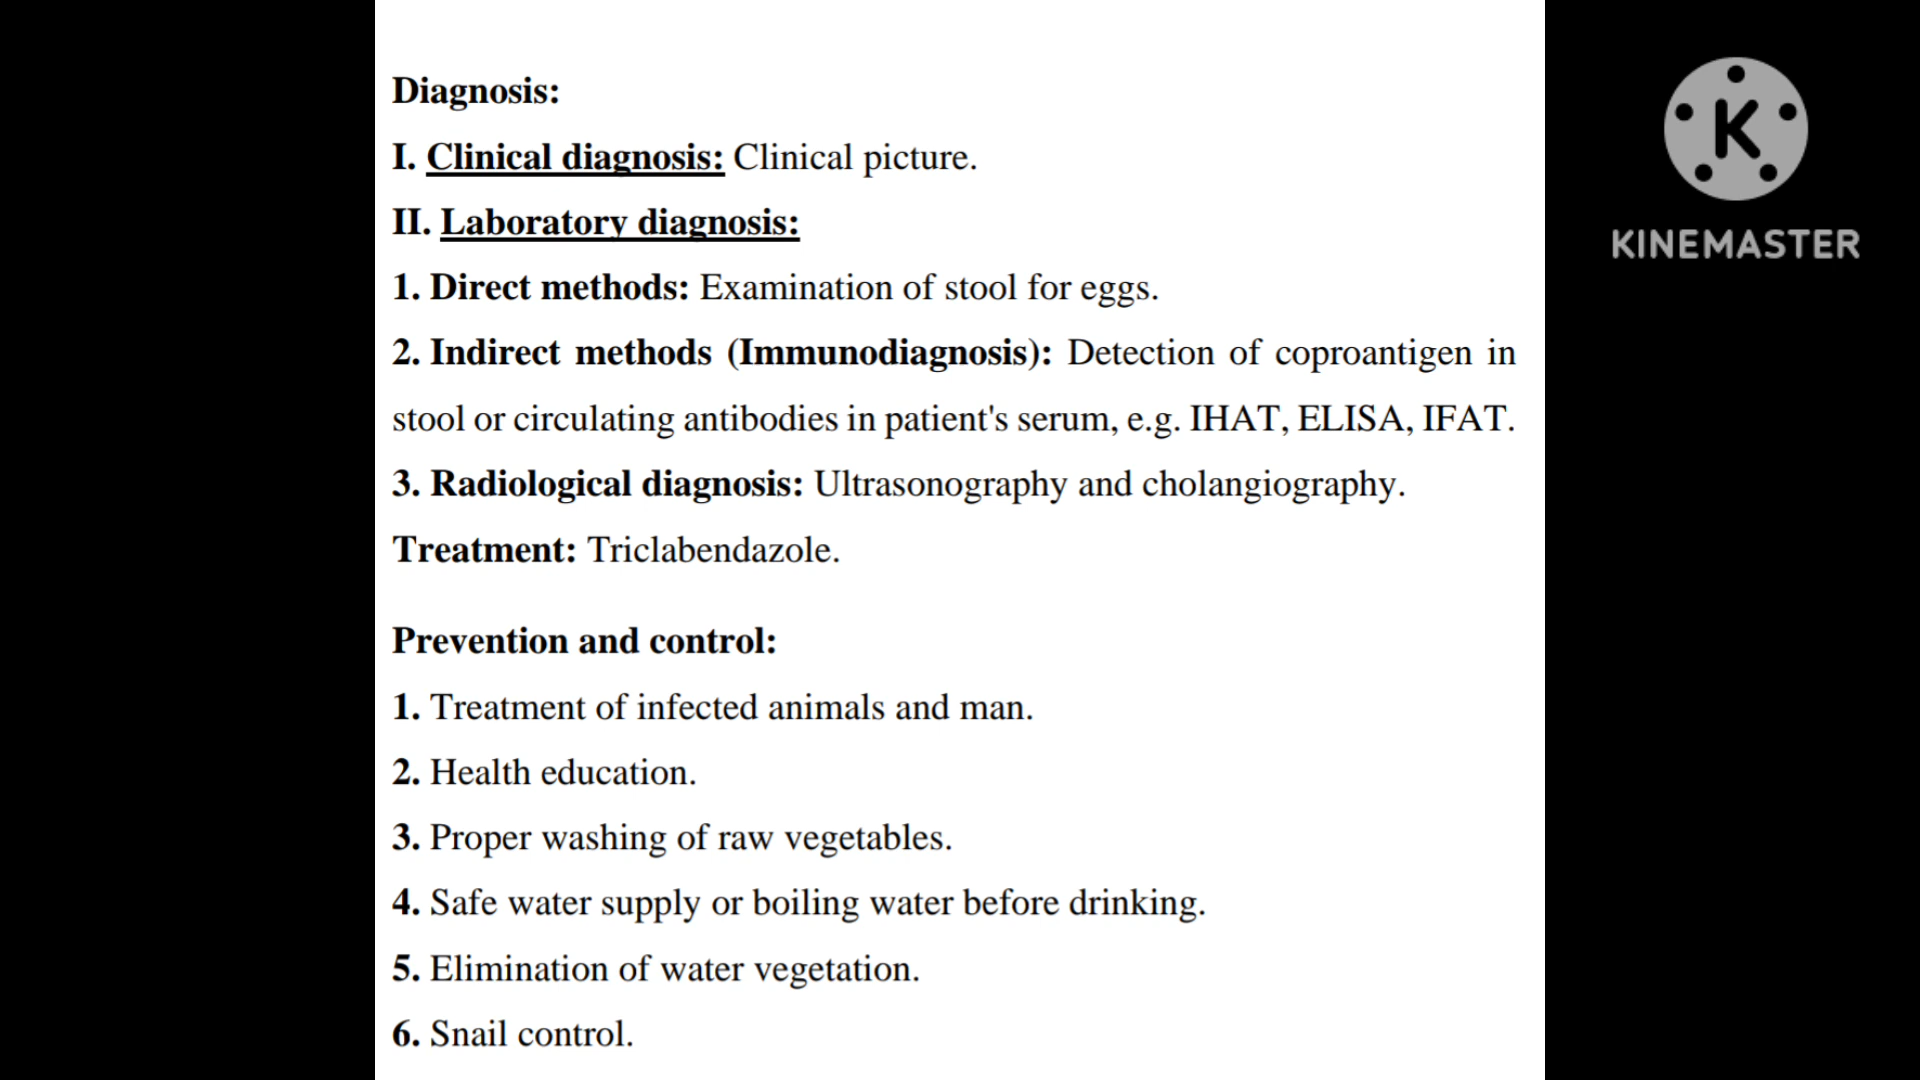 Diagnosis:
I. Clinical diagnosis: Clinical picture.
II. Laboratory diagnosis:
1. Direct methods: Examination of stool for eggs.
2. Indirect methods (Immunodiagnosis): Detection of coproantigen in
stool or circulating antibodies in patient's serum, e.g. IHAT, ELISA, IFAT.
3. Radiological diagnosis: Ultrasonography and cholangiography.
Treatment: Triclabendazole.
Prevention and control:
1. Treatment of infected animals and man.
2. Health education.
3. Proper washing of raw vegetables.
4. Safe water supply or boiling water before drinking.
5. Elimination of water vegetation.
6. Snail control.
K
KINEMASTER